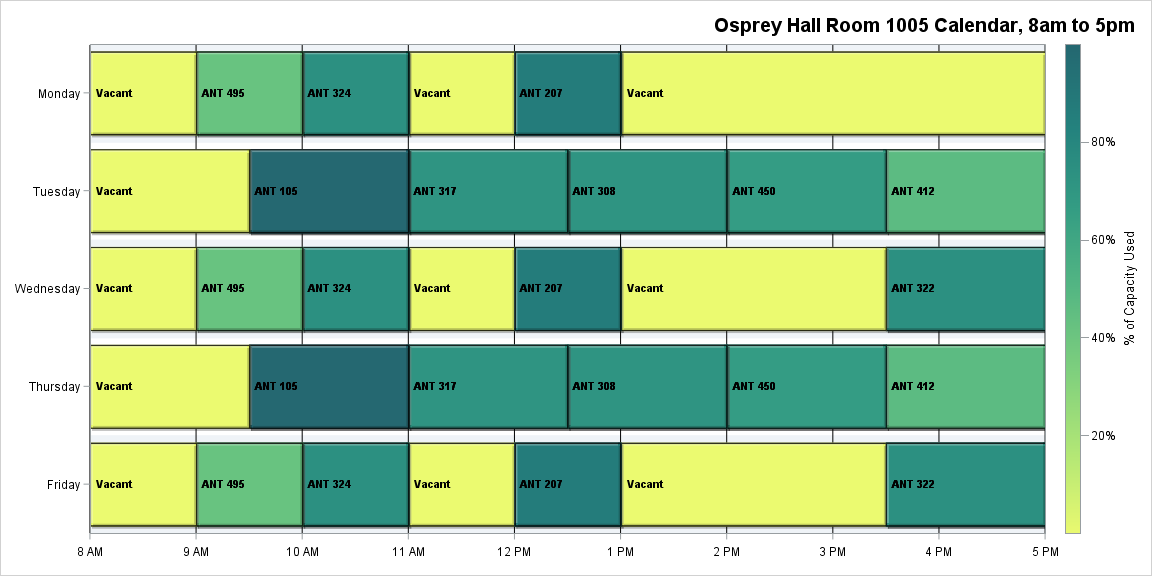 Osprey Hall Room 1005 Calendar, 8am to 5pm
Monday
Vacant
ANT 495
ANT 324
Vacant
ANT 207
Vacant
Tuesday
Vacant
ANT 105
ANT 317
ANT 308
ANT 450
ANT 412
Wednesday
Vacant
ANT 495
ANT 324
Vacant
ANT 207
Vacant
ANT 322
Thursday
Vacant
ANT 105
ANT 317
ANT 308
ANT 450
ANT 412
Friday
Vacant
ANT 495
ANT 324
Vacant
ANT 207
Vacant
ANT 322
8 AM
9 AM
10 AM
11 AM
12 PM
1 PM
2 PM
3 PM
4 PM
5 PM
80%
60%
40%
20%
% of Capacity Used